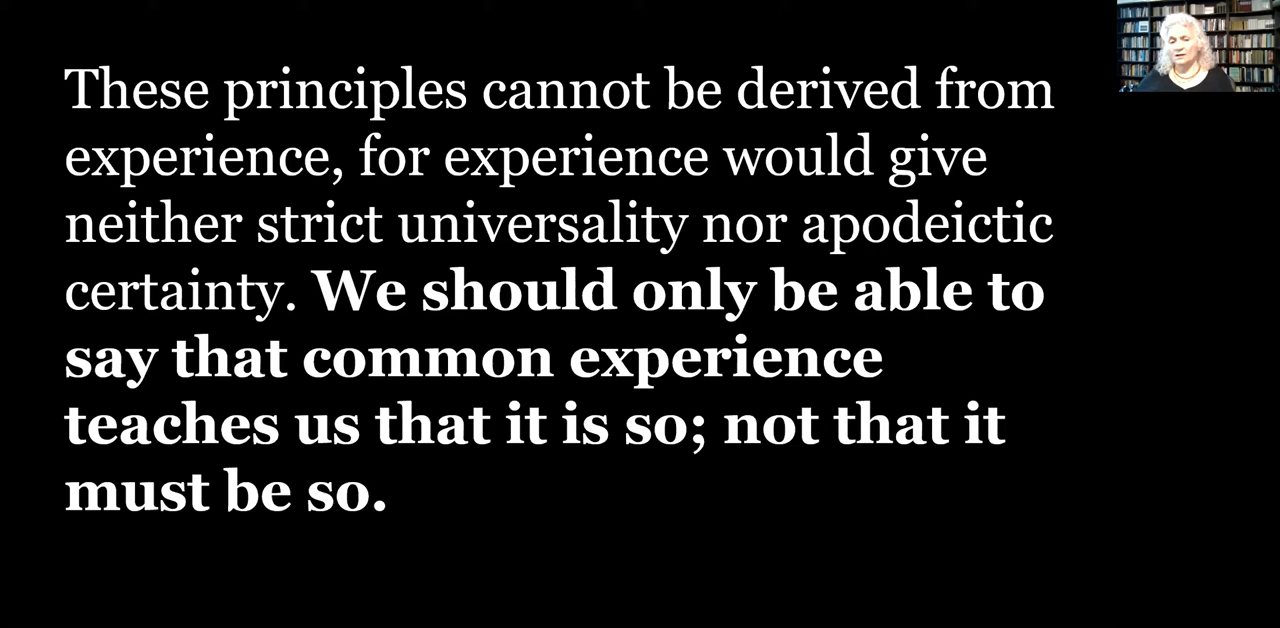 These principles cannot be derived from
experience, for experience would give
neither strict universality nor apodeictic
certainty. We should only be able to
say that common experience
teaches us that it is so; not that it
must be so.